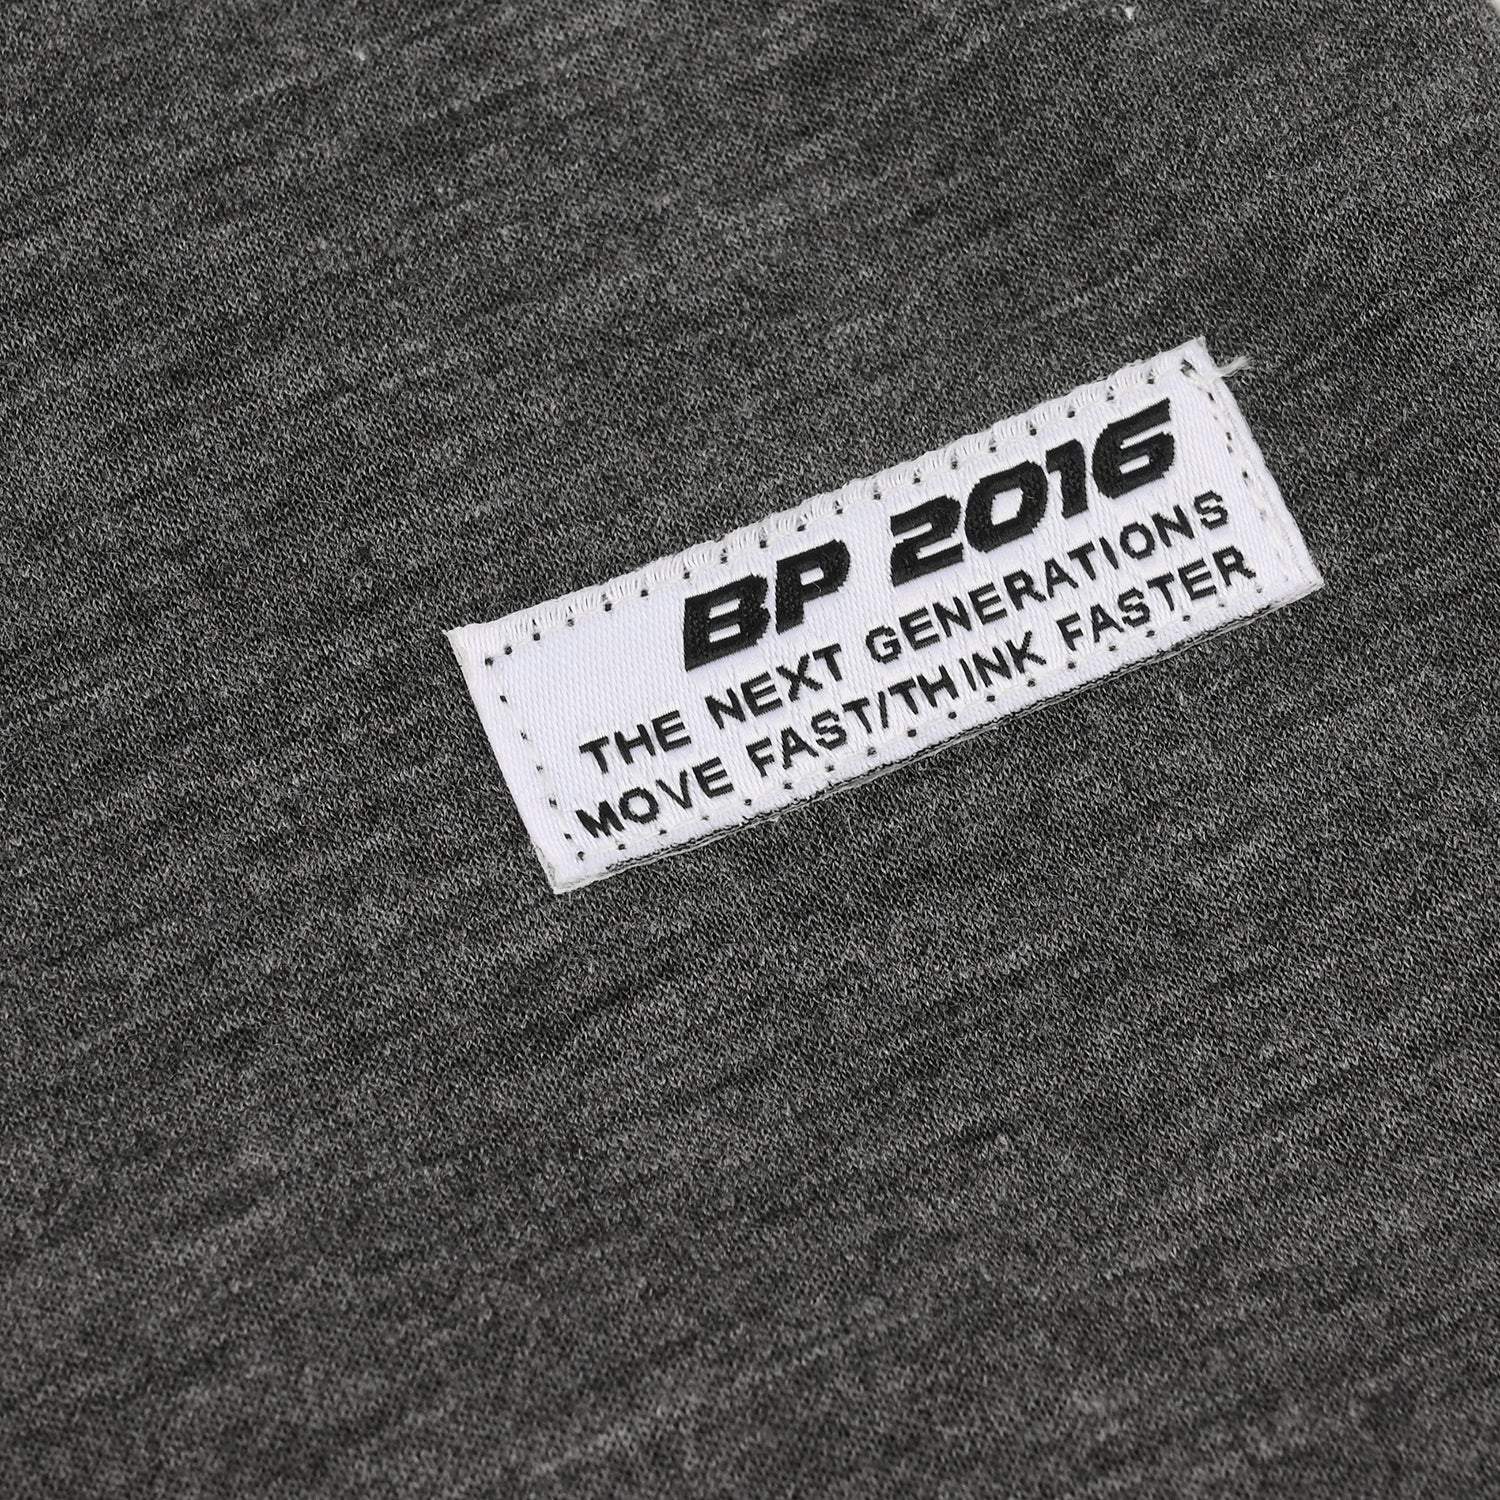 BP 2016
THE NEXT GENERATIONS
MOVE FAST/THINK FASTER